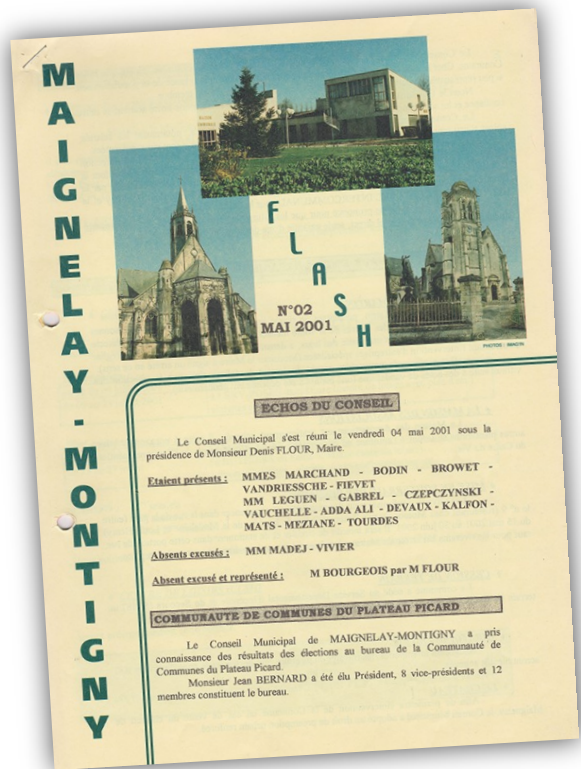 MAIGNELAY-MONTIGNY
FLASH
N°02
MAI 2001
ECHOS DU CONSEIL
Le Conseil Municipal s'est réuni le vendredi 04 mai 2001 sous la
présidence de Monsieur Denis FLOUR, Maire.
Etaient présents : MMES MARCHAND - BODIN - BROWET -
VANDRIESSCHE - FIEVET
MM LEGUEN - GABREL - CZEPCZYNSKI -
VAUCHELLE - ADDA ALI - DEVAUX - KALFON -
MATS - MEZIANE - TOURDES
Absents excusés : MM MADEJ - VIVIER
Absent excusé et représenté : M BOURGEOIS par M FLOUR
COMMUNAUTE DE COMMUNES DU PLATEAU PICARD
Le Conseil Municipal de MAIGNELAY-MONTIGNY a pris
connaissance des résultats des élections au bureau de la Communauté de
Communes du Plateau Picard.
Monsieur Jean BERNARD a été élu Président, 8 vice-présidents et 12
membres constituent le bureau.